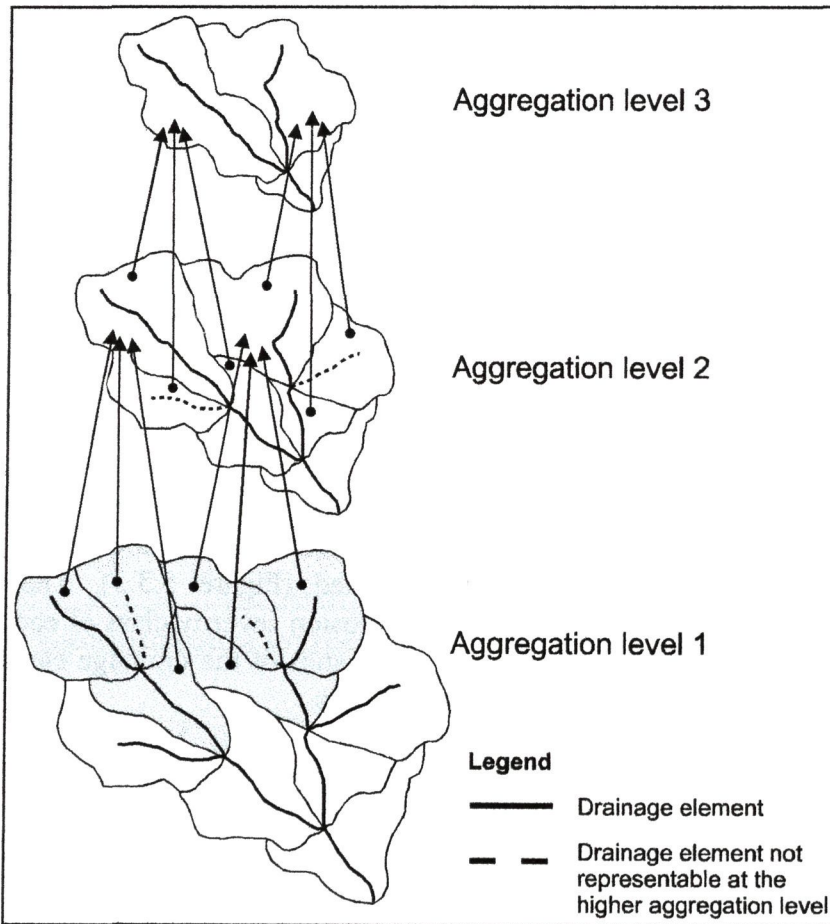 Aggregation level 3
Aggregation level 2
Aggregation level 1
Legend
Drainage element
Drainage element not
representable at the
higher aggregation level